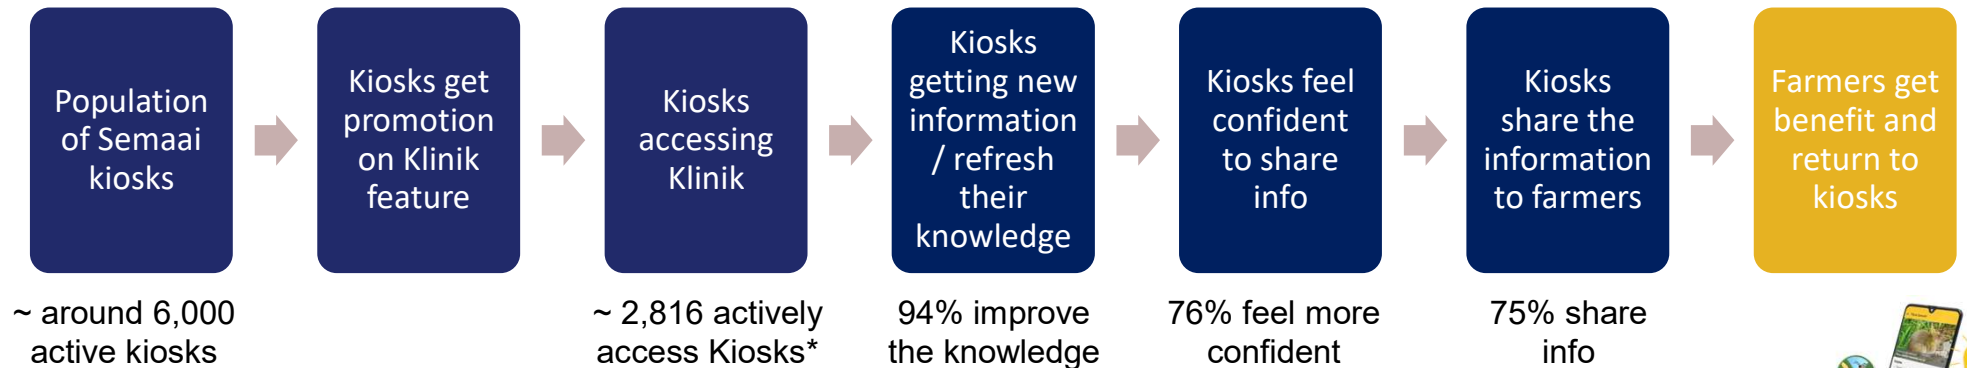 Population
of Semaai
kiosks
Kiosks get
promotion
on Klinik
feature
Kiosks
accessing
Klinik
Kiosks
getting new
information
/ refresh
their
knowledge
Kiosks feel
confident
to share
info
Kiosks
share the
information
to farmers
Farmers get
benefit and
return to
kiosks
~ around 6,000
active kiosks
~ 2,816 actively
access Kiosks*
94% improve
the knowledge
76% feel more
confident
75% share
info